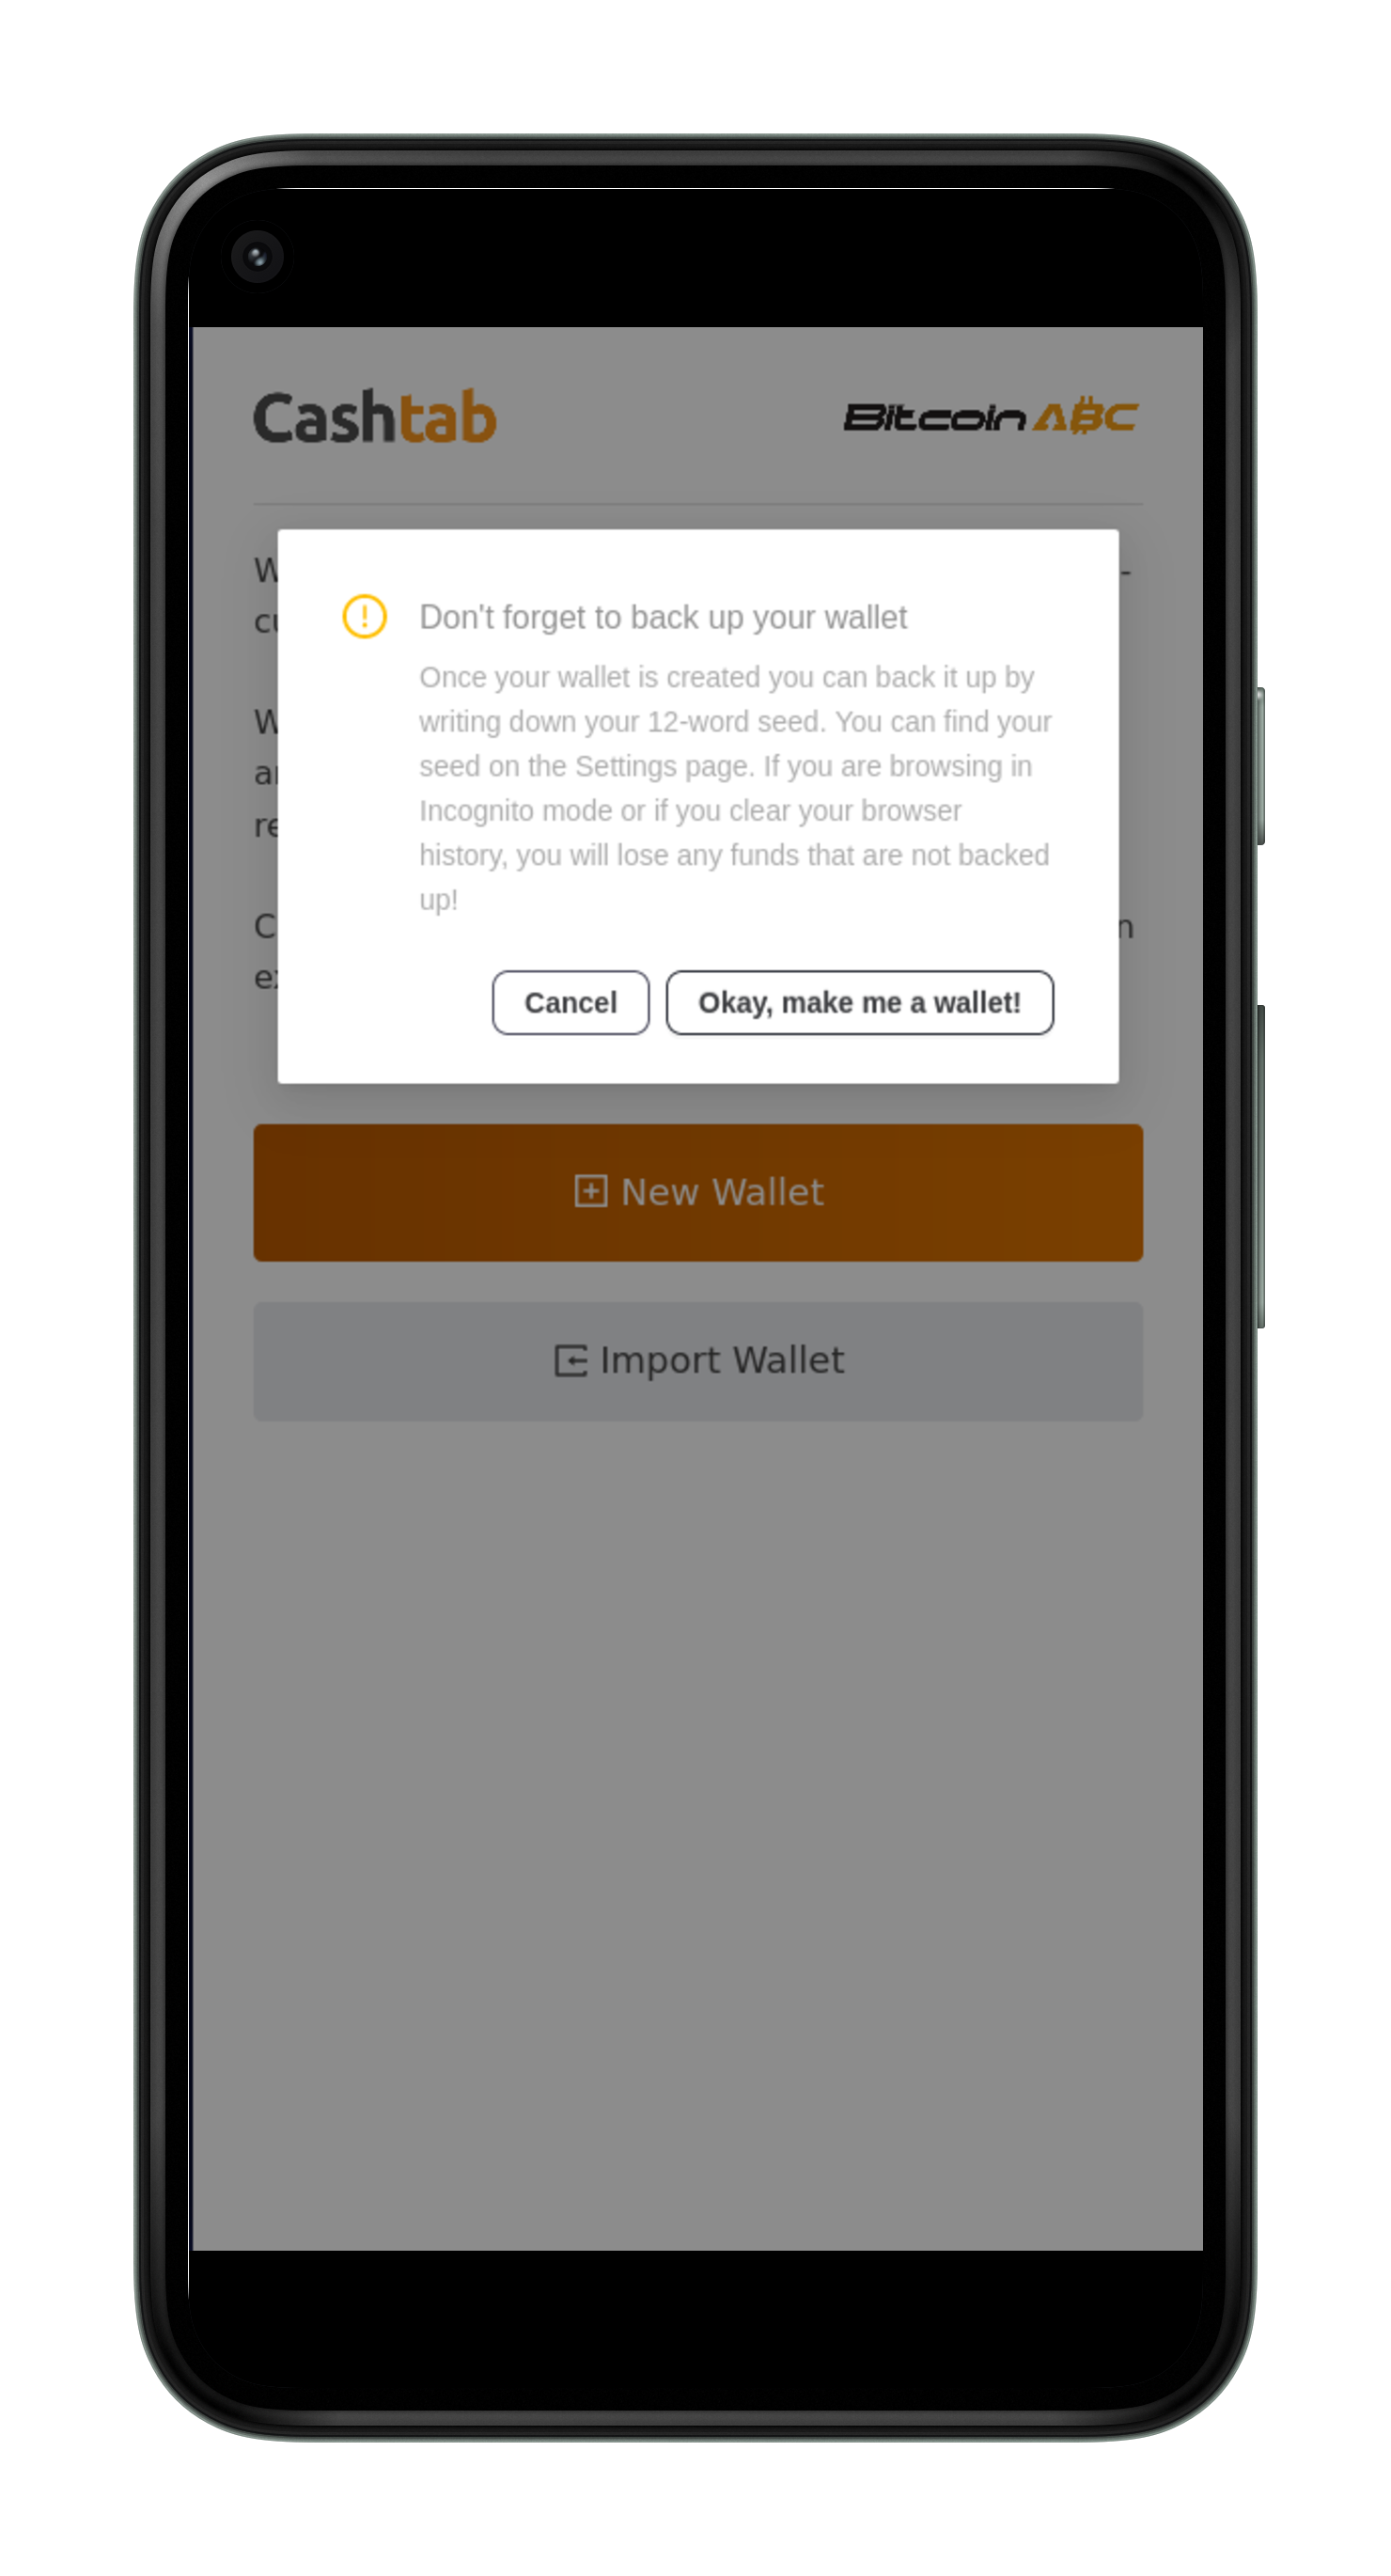 Cashtab
Bitcoin ABC
Don't forget to back up your wallet
Once your wallet is created you can back it up by
writing down your 12-word seed. You can find your
seed on the Settings page. If you are browsing in
Incognito mode or if you clear your browser
history, you will lose any funds that are not backed
up!
Cancel
Okay, make me a wallet!
New Wallet
Import Wallet